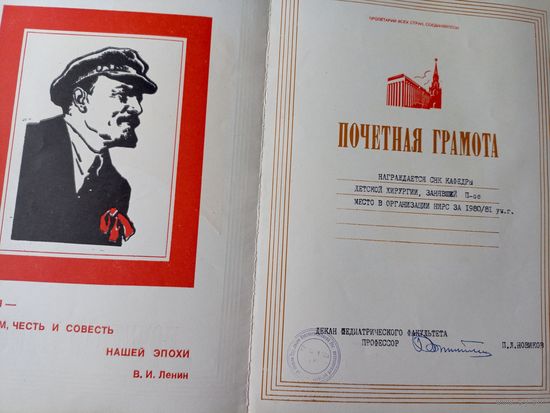 Я —
М, ЧЕСТЬ И СОВЕСТЬ
НАШЕЙ ЭПОХИ
В. И. Ленин
ПРОЛЕТАРИИ ВСЕХ СТРАН, СОЕДИНЯЙТЕСЬ!
ПОЧЕТНАЯ ГРАМОТА
НАГРАЖДАЕТСЯ СНК КАФЕДРЫ
ДЕТСКОЙ ХИРУРГИИ, ЗАНЯВШИЙ П-ое
МЕСТО В ОРГАНИЗАЦИИ НИРС ЗА 1980/81 уч.г.
ДЕКАН ПЕДИАТРИЧЕСКОГО ФАКУЛЬТЕТА
ПРОФЕССОР
П.Л.НОВИКОВ